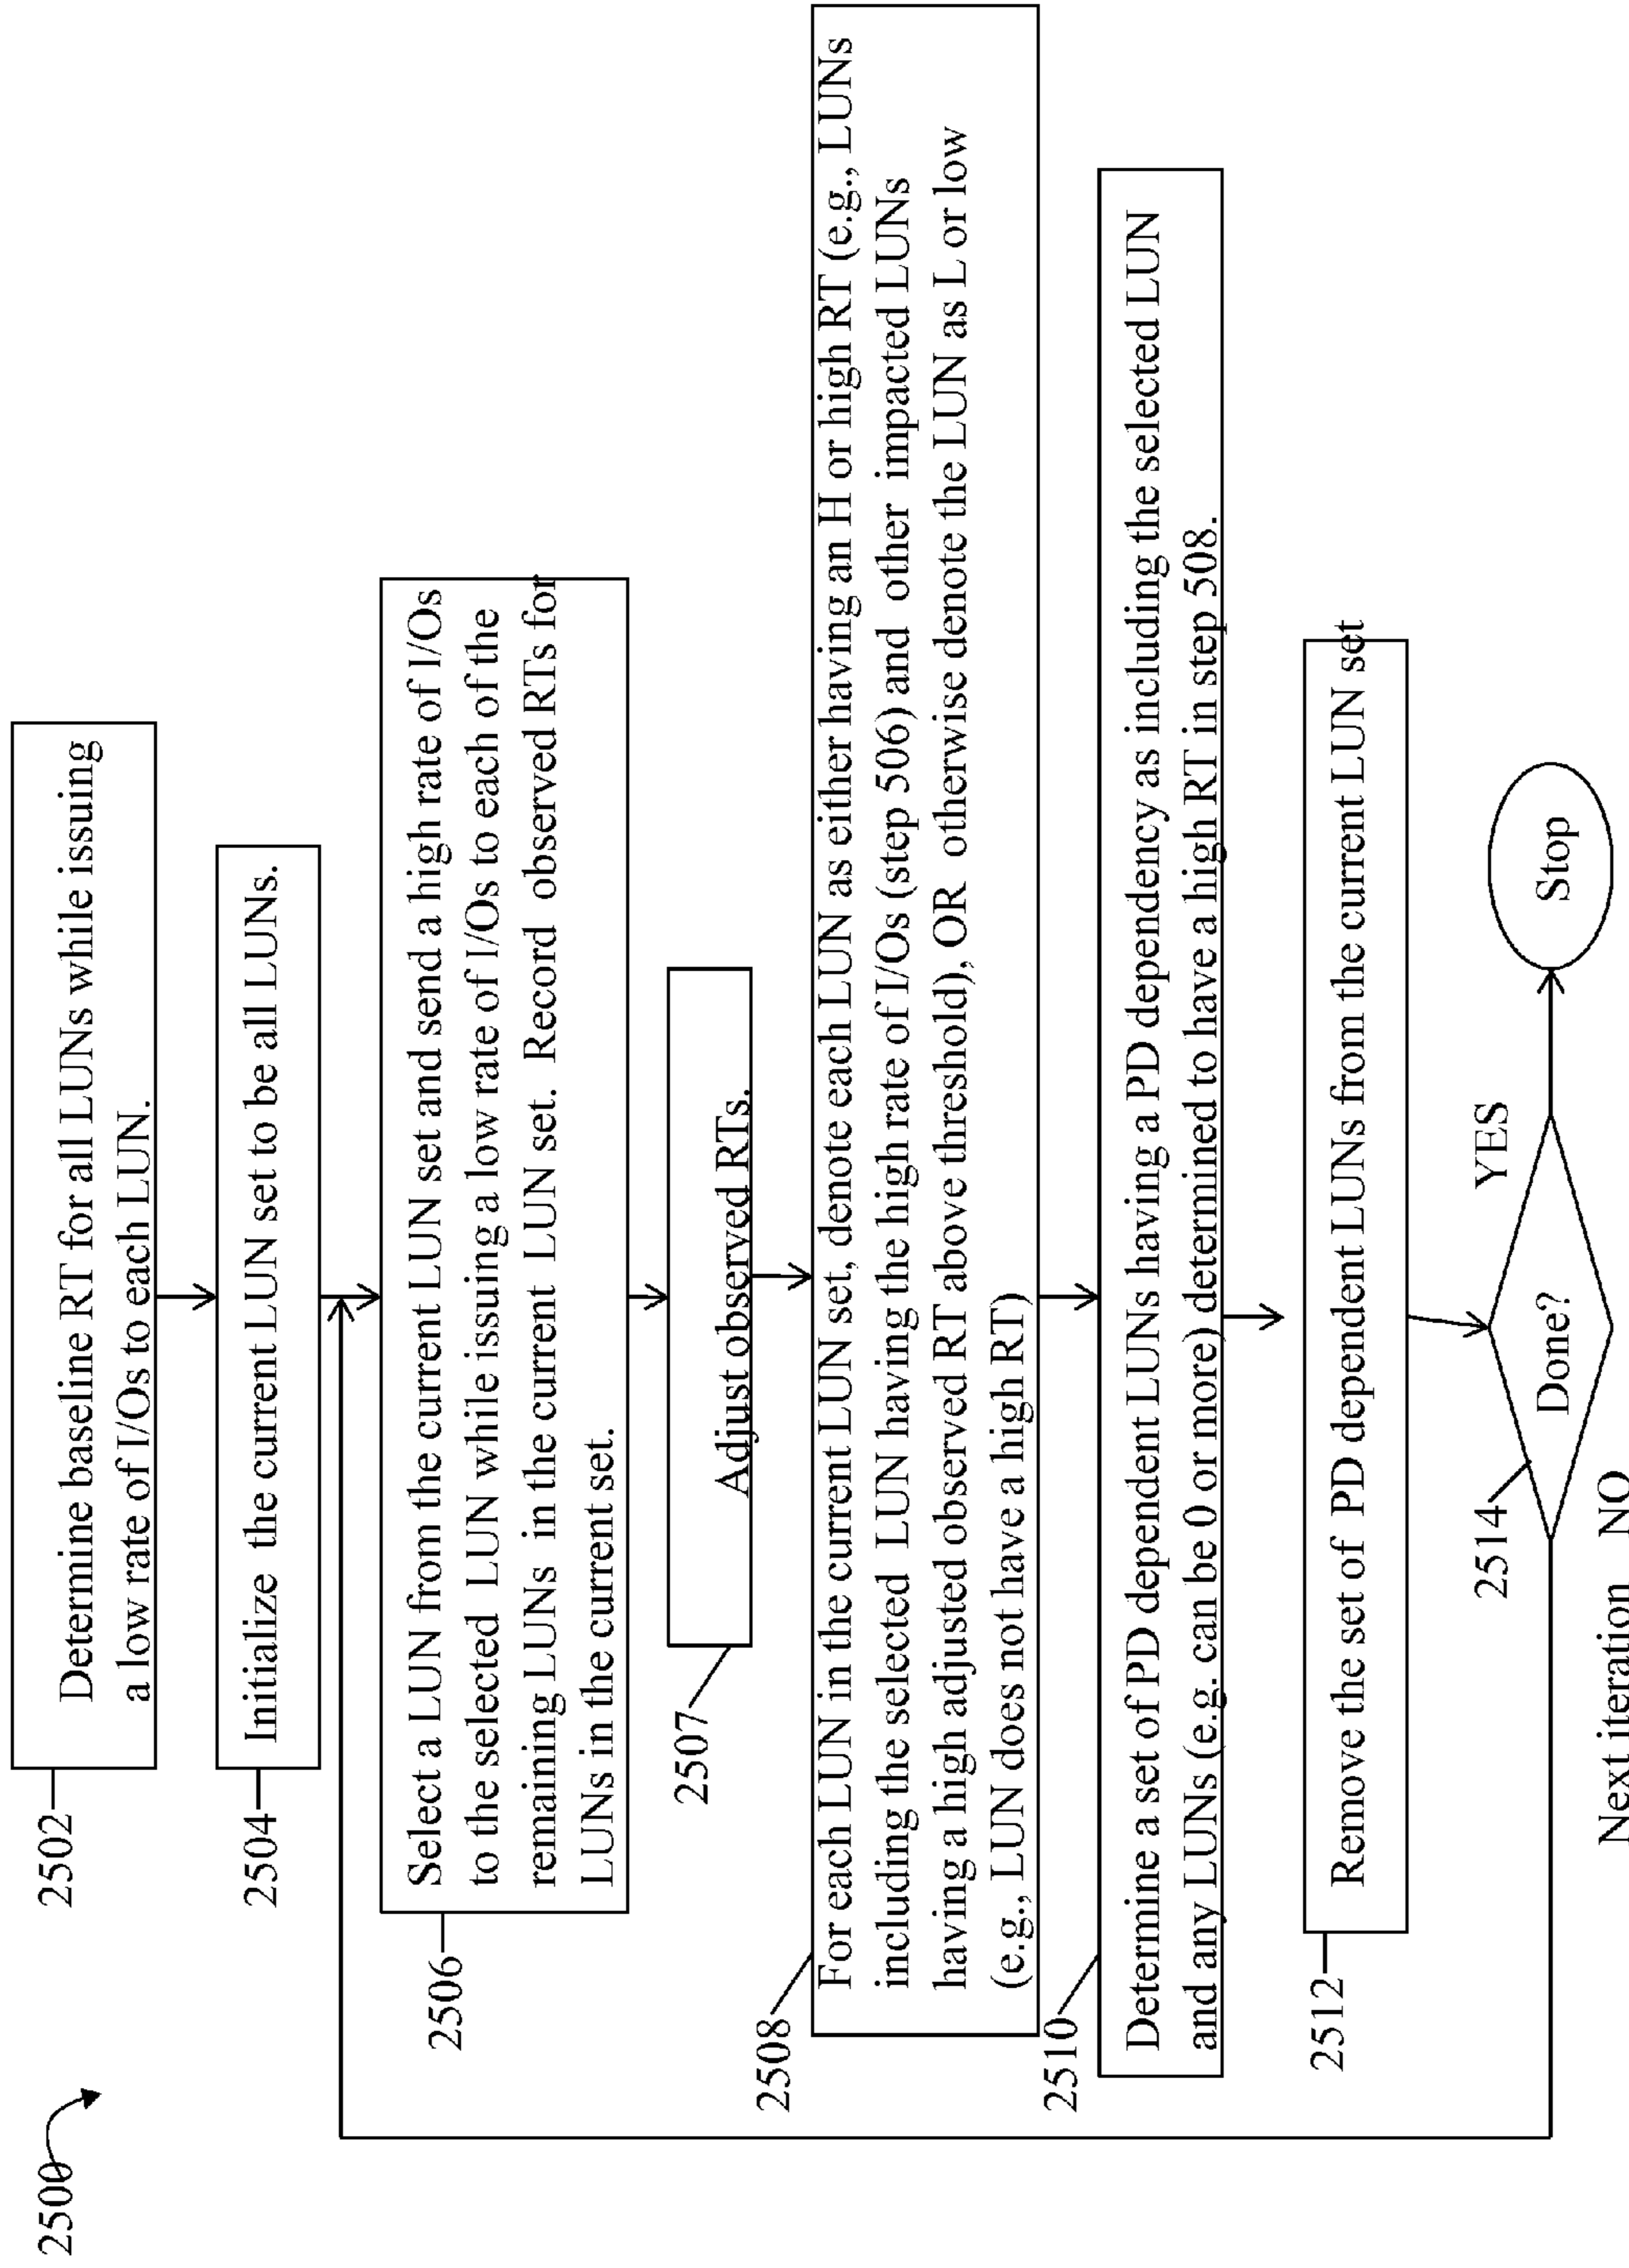 2500
2502
Determine baseline RT for all LUNs while issuing
a low rate of I/Os to each LUN.
2504
Initialize the current LUN set to be all LUNs.
2506
Select a LUN from the current LUN set and send a high rate of I/Os
to the selected LUN while issuing a low rate of I/Os to each of the
remaining LUNs in the current LUN set. Record observed RTs for
LUNs in the current set.
2507
Adjust observed RTs.
2508
For each LUN in the current LUN set, denote each LUN as either having an H or high RT (e.g., LUNs
including the selected LUN having the high rate of I/Os (step 506) and other impacted LUNs
having a high adjusted observed RT above threshold), OR otherwise denote the LUN as L or low
(e.g., LUN does not have a high RT)
2510
Determine a set of PD dependent LUNs having a PD dependency as including the selected LUN
and any LUNs (e.g. can be 0 or more) determined to have a high RT in step 508.
2512
Remove the set of PD dependent LUNs from the current LUN set
2514
Done?
YES
Stop
Next iteration NO